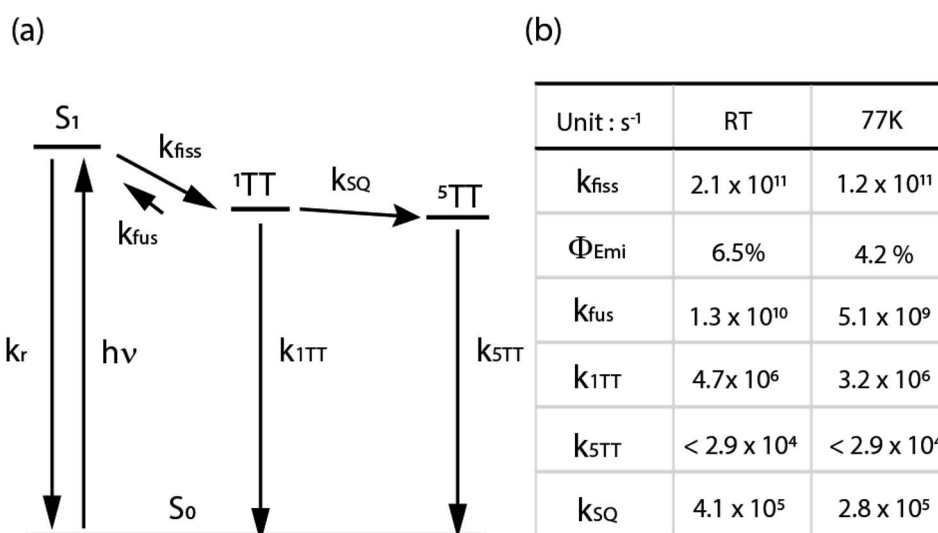 (a)
(b)
S₁
kfiss
¹TT
kSQ
⁵TT
kfus
kr
hν
k1TT
k5TT
S₀
Unit : s⁻¹ RT 77K
kfiss 2.1 x 10¹¹ 1.2 x 10¹¹
ΦEmi 6.5% 4.2 %
kfus 1.3 x 10¹⁰ 5.1 x 10⁹
k1TT 4.7x 10⁶ 3.2 x 10⁶
k5TT < 2.9 x 10⁴ < 2.9 x 10⁴
kSQ 4.1 x 10⁵ 2.8 x 10⁵